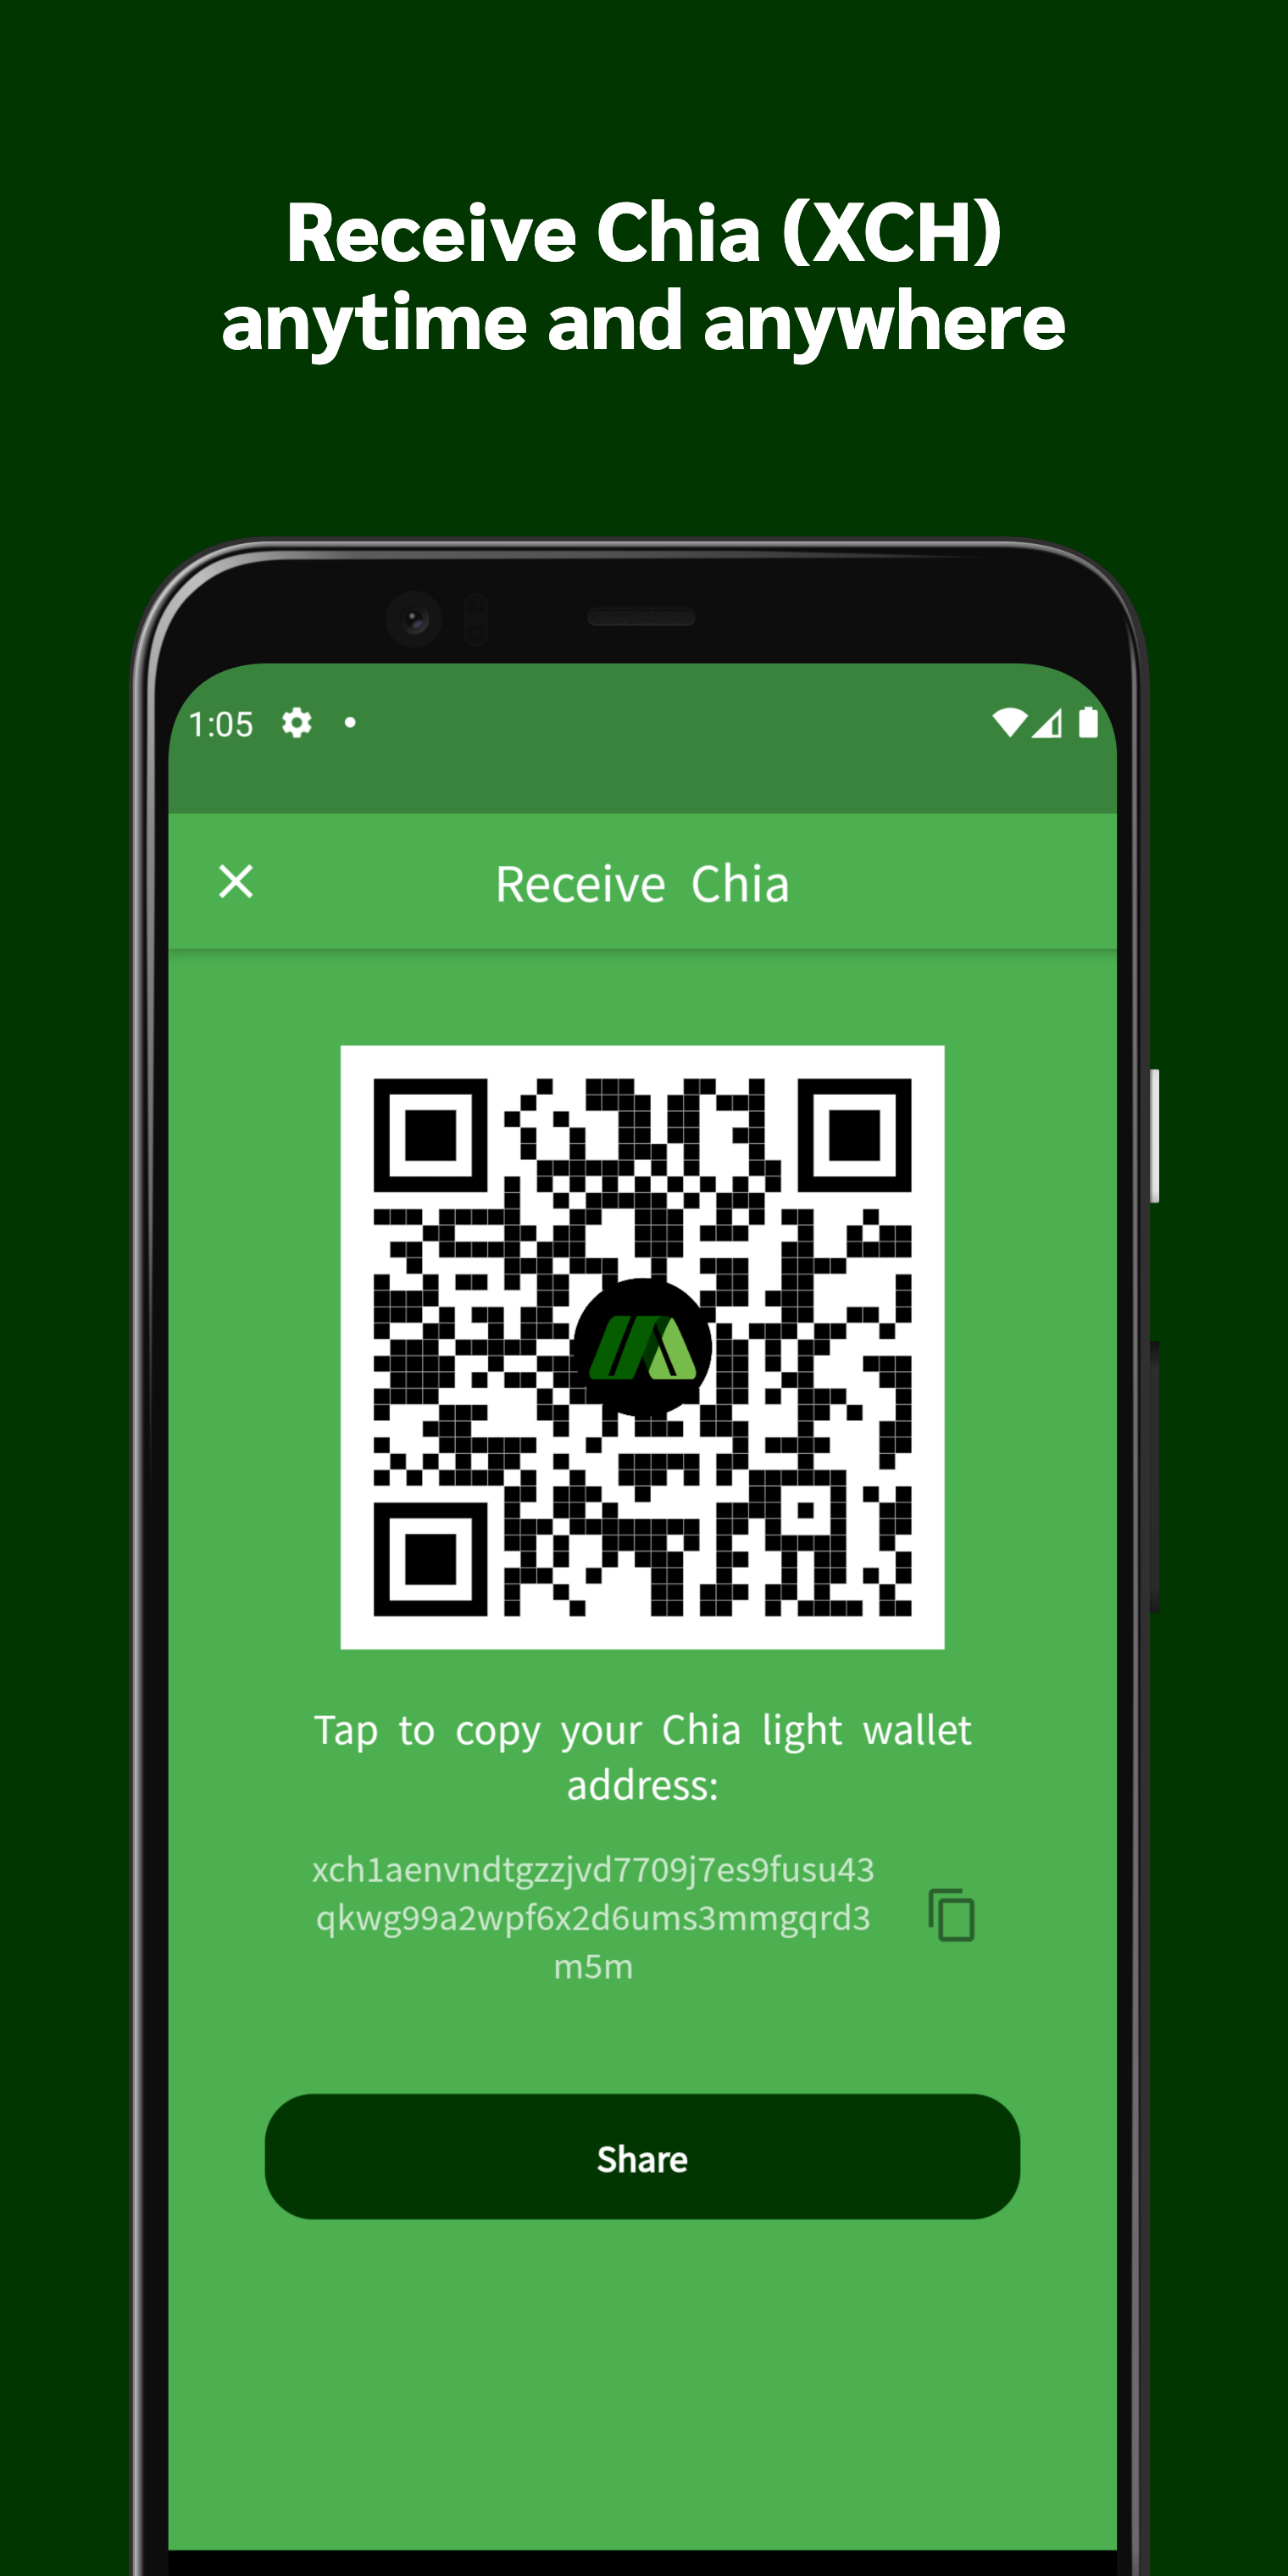 Receive Chia (XCH)
anytime and anywhere
1:05
Receive Chia
Tap to copy your Chia light wallet
address:
xch1aenvndtgzzjvd7709j7es9fusu43
qkwg99a2wpf6x2d6ums3mmgqrd3
m5m
Share